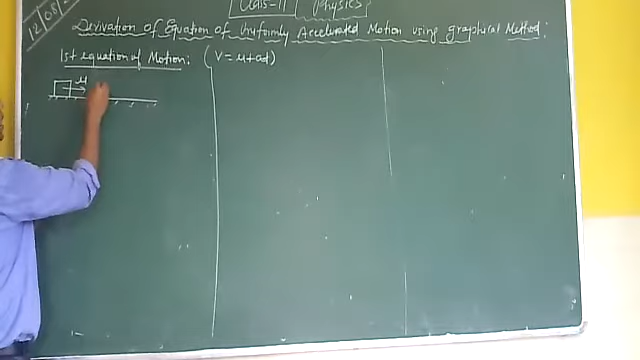 Class-11 Physics:
12/08/2
Derivation of Equation of Uniformly Accelerated Motion using graphical Method:
1st equation of Motion: (V = u + at)
u